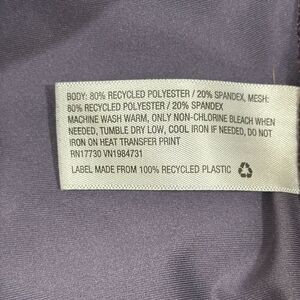 BODY: 80% RECYCLED POLYESTER / 20% SPANDEX, MESH:
80% RECYCLED POLYESTER / 20% SPANDEX
MACHINE WASH WARM, ONLY NON-CHLORINE BLEACH WHEN
NEEDED, TUMBLE DRY LOW, COOL IRON IF NEEDED, DO NOT
IRON ON HEAT TRANSFER PRINT
RN17730 VN1984731
LABEL MADE FROM 100% RECYCLED PLASTIC